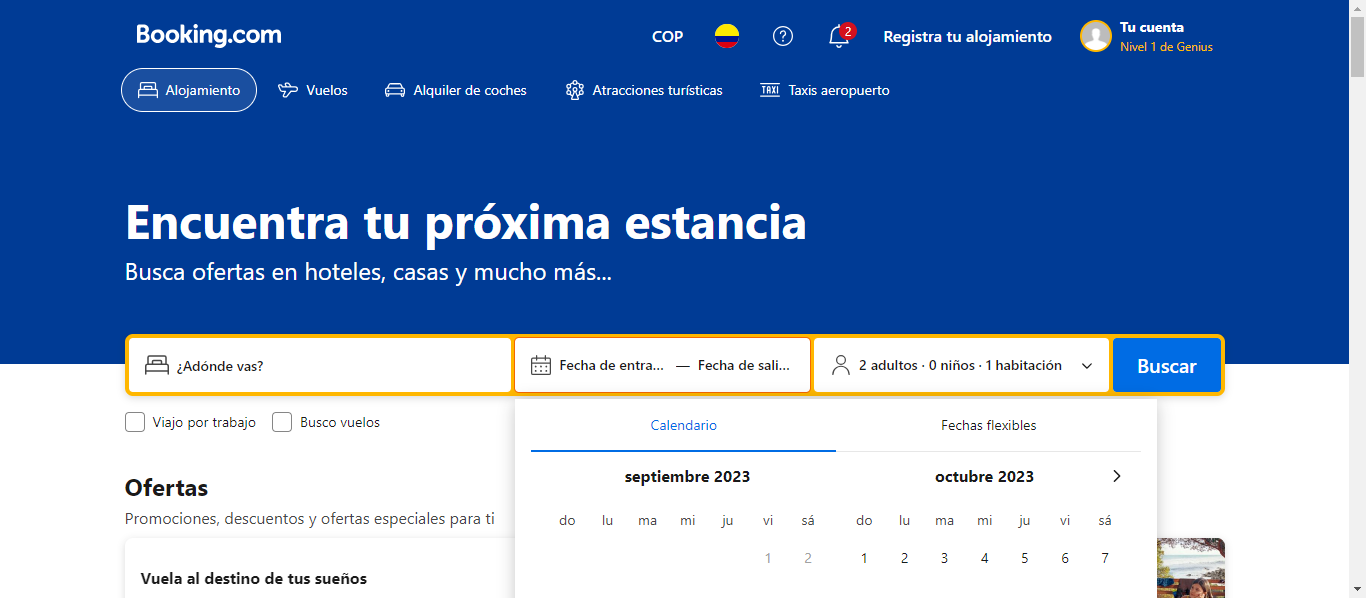 Booking.com
COP
2
Registra tu alojamiento
Tu cuenta
Nivel 1 de Genius
Alojamiento
Vuelos
Alquiler de coches
Atracciones turísticas
TAXI
Taxis aeropuerto
Encuentra tu próxima estancia
Busca ofertas en hoteles, casas y mucho más...
¿Adónde vas?
Fecha de entra... — Fecha de sali...
2 adultos · 0 niños · 1 habitación
Buscar
Viajo por trabajo
Busco vuelos
Calendario
Fechas flexibles
septiembre 2023
octubre 2023
do lu ma mi ju vi sá
do lu ma mi ju vi sá
1 2
1 2 3 4 5 6 7
Ofertas
Promociones, descuentos y ofertas especiales para ti
Vuela al destino de tus sueños